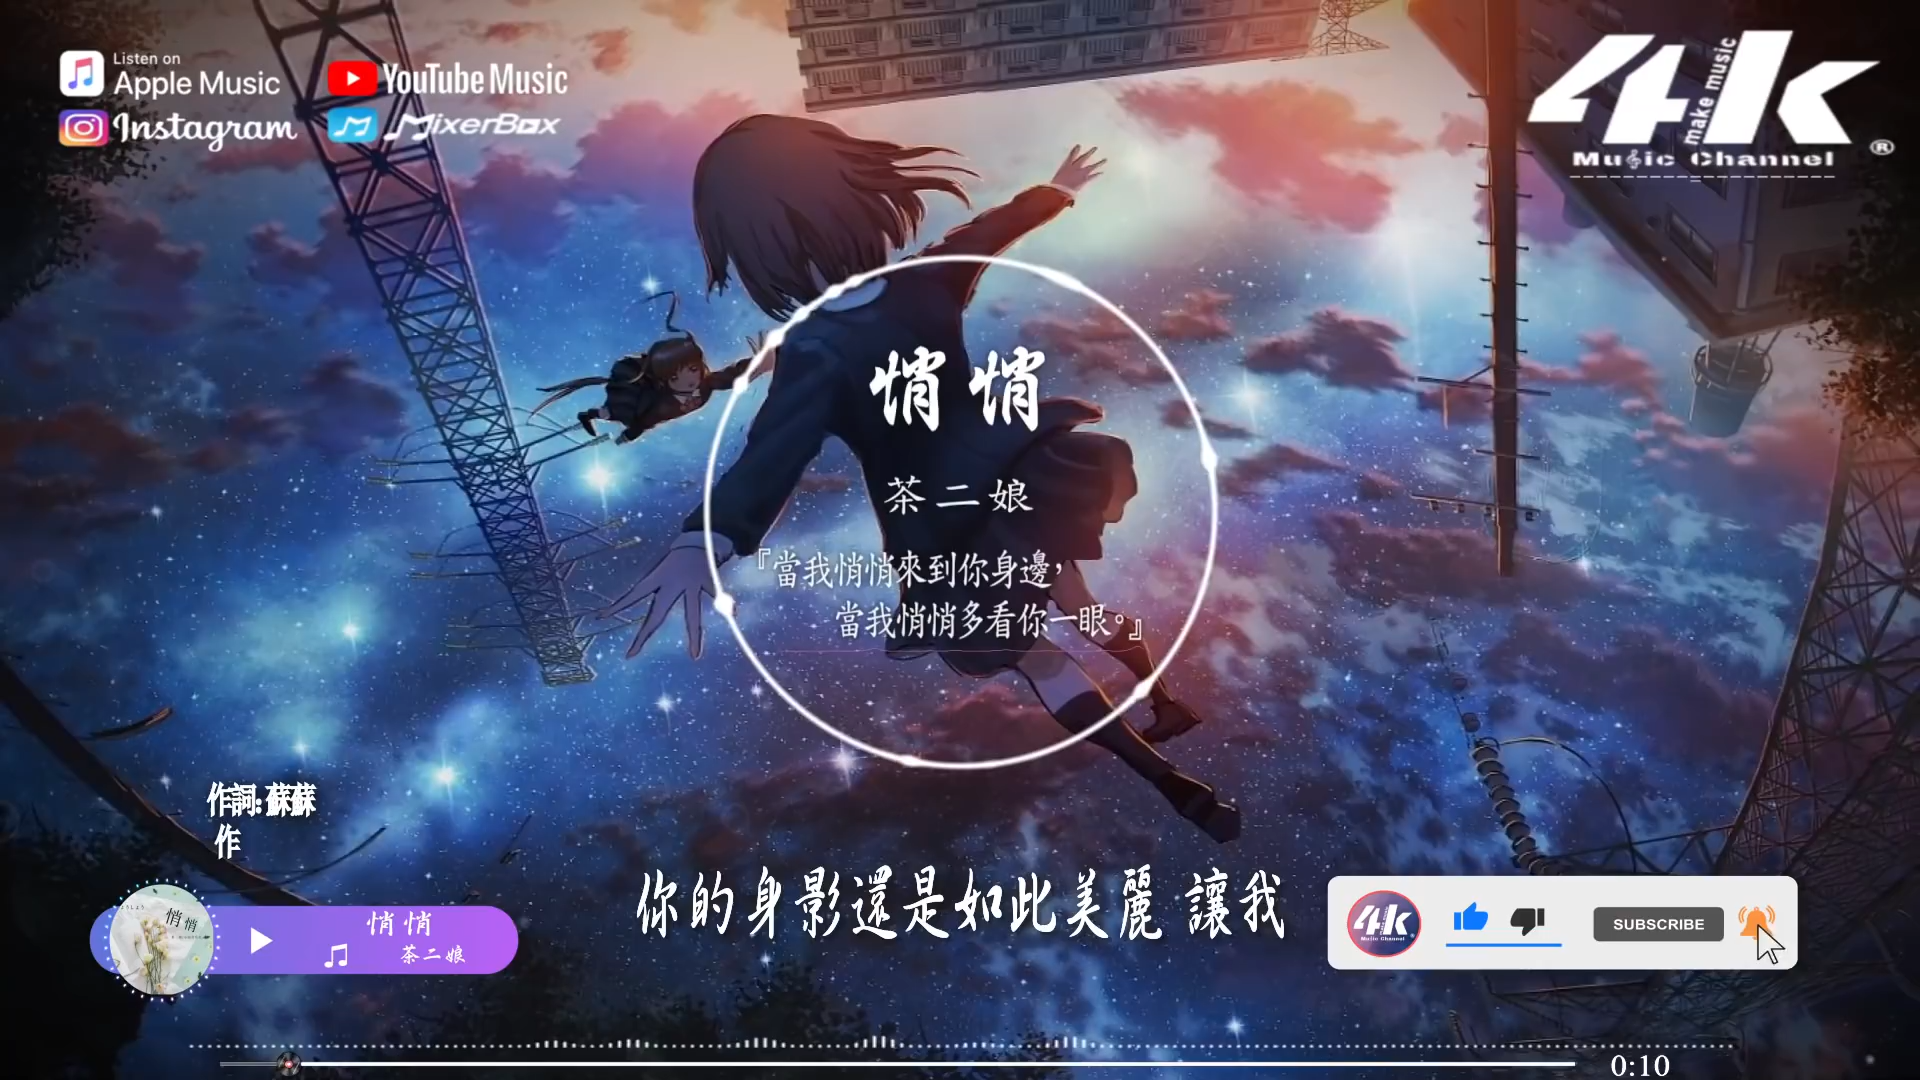 Listen on
Apple Music
YouTube Music
Instagram
MixerBox
4k
make music
Music Channel
®
悄悄
茶二娘
『當我悄悄來到你身邊，
當我悄悄多看你一眼。』
作詞:蘇蘇
作
悄悄
悄悄
茶二娘
你的身影還是如此美麗 讓我
4k
Music Channel
SUBSCRIBE
0:10